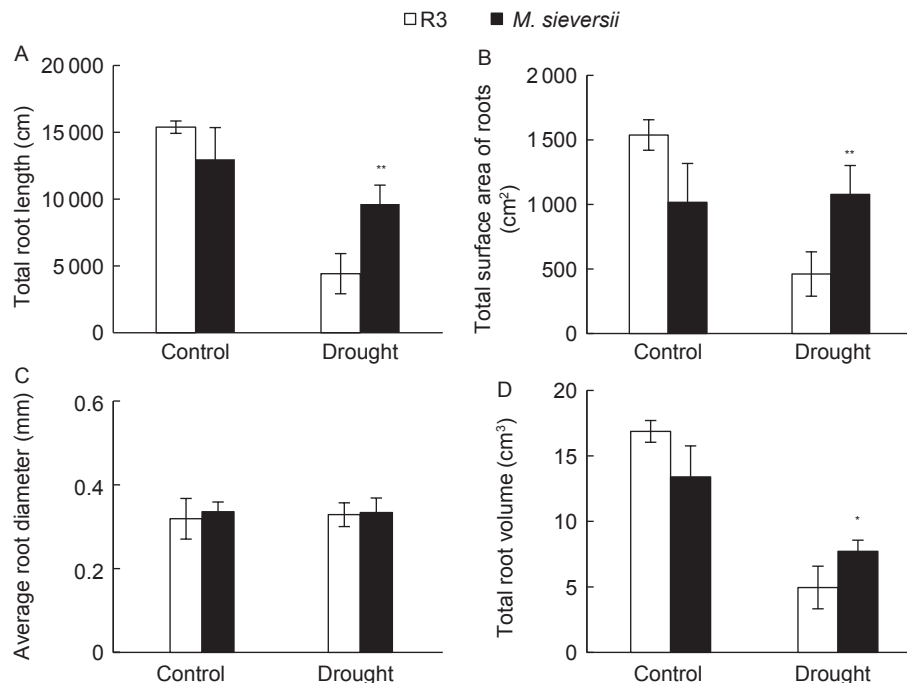 R3 M. sieversii
A
Total root length (cm)
20 000
15 000
10 000
5 000
0
**
Control Drought
B
Total surface area of roots
(cm²)
2 000
1 500
1 000
500
0
**
Control Drought
C
Average root diameter (mm)
0.6
0.4
0.2
0
Control Drought
D
Total root volume (cm³)
20
15
10
5
0
*
Control Drought